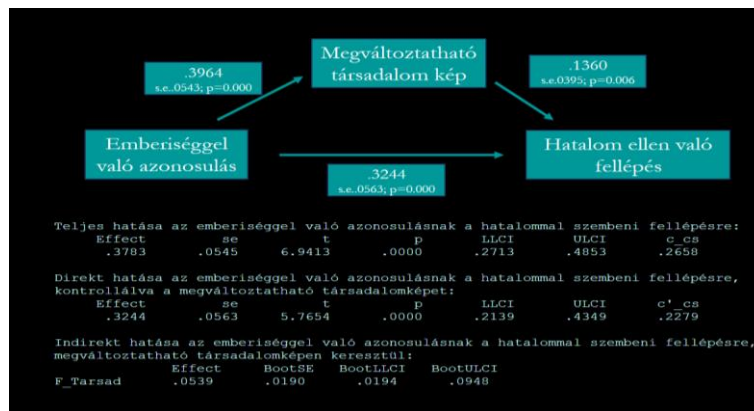 Megváltoztatható
társadalom kép
.3964
s.e..0543; p=0.000
.1360
s.e.0395; p=0.006
Emberiséggel
való azonosulás
Hatalom ellen való
fellépés
.3244
s.e..0563; p=0.000
Teljes hatása az emberiséggel való azonosulásnak a hatalommal szembeni fellépésre:
Effect se t p LLCI ULCI c_cs
.3783 .0545 6.9413 .0000 .2713 .4853 .2658
Direkt hatása az emberiséggel való azonosulásnak a hatalommal szembeni fellépésre,
kontrollálva a megváltoztatható társadalomképet:
Effect se t p LLCI ULCI c'_cs
.3244 .0563 5.7654 .0000 .2139 .4349 .2279
Indirekt hatása az emberiséggel való azonosulásnak a hatalommal szembeni fellépésre,
megváltoztatható társadalomképen keresztül:
Effect BootSE BootLLCI BootULCI
F_Tarsad .0539 .0190 .0194 .0948